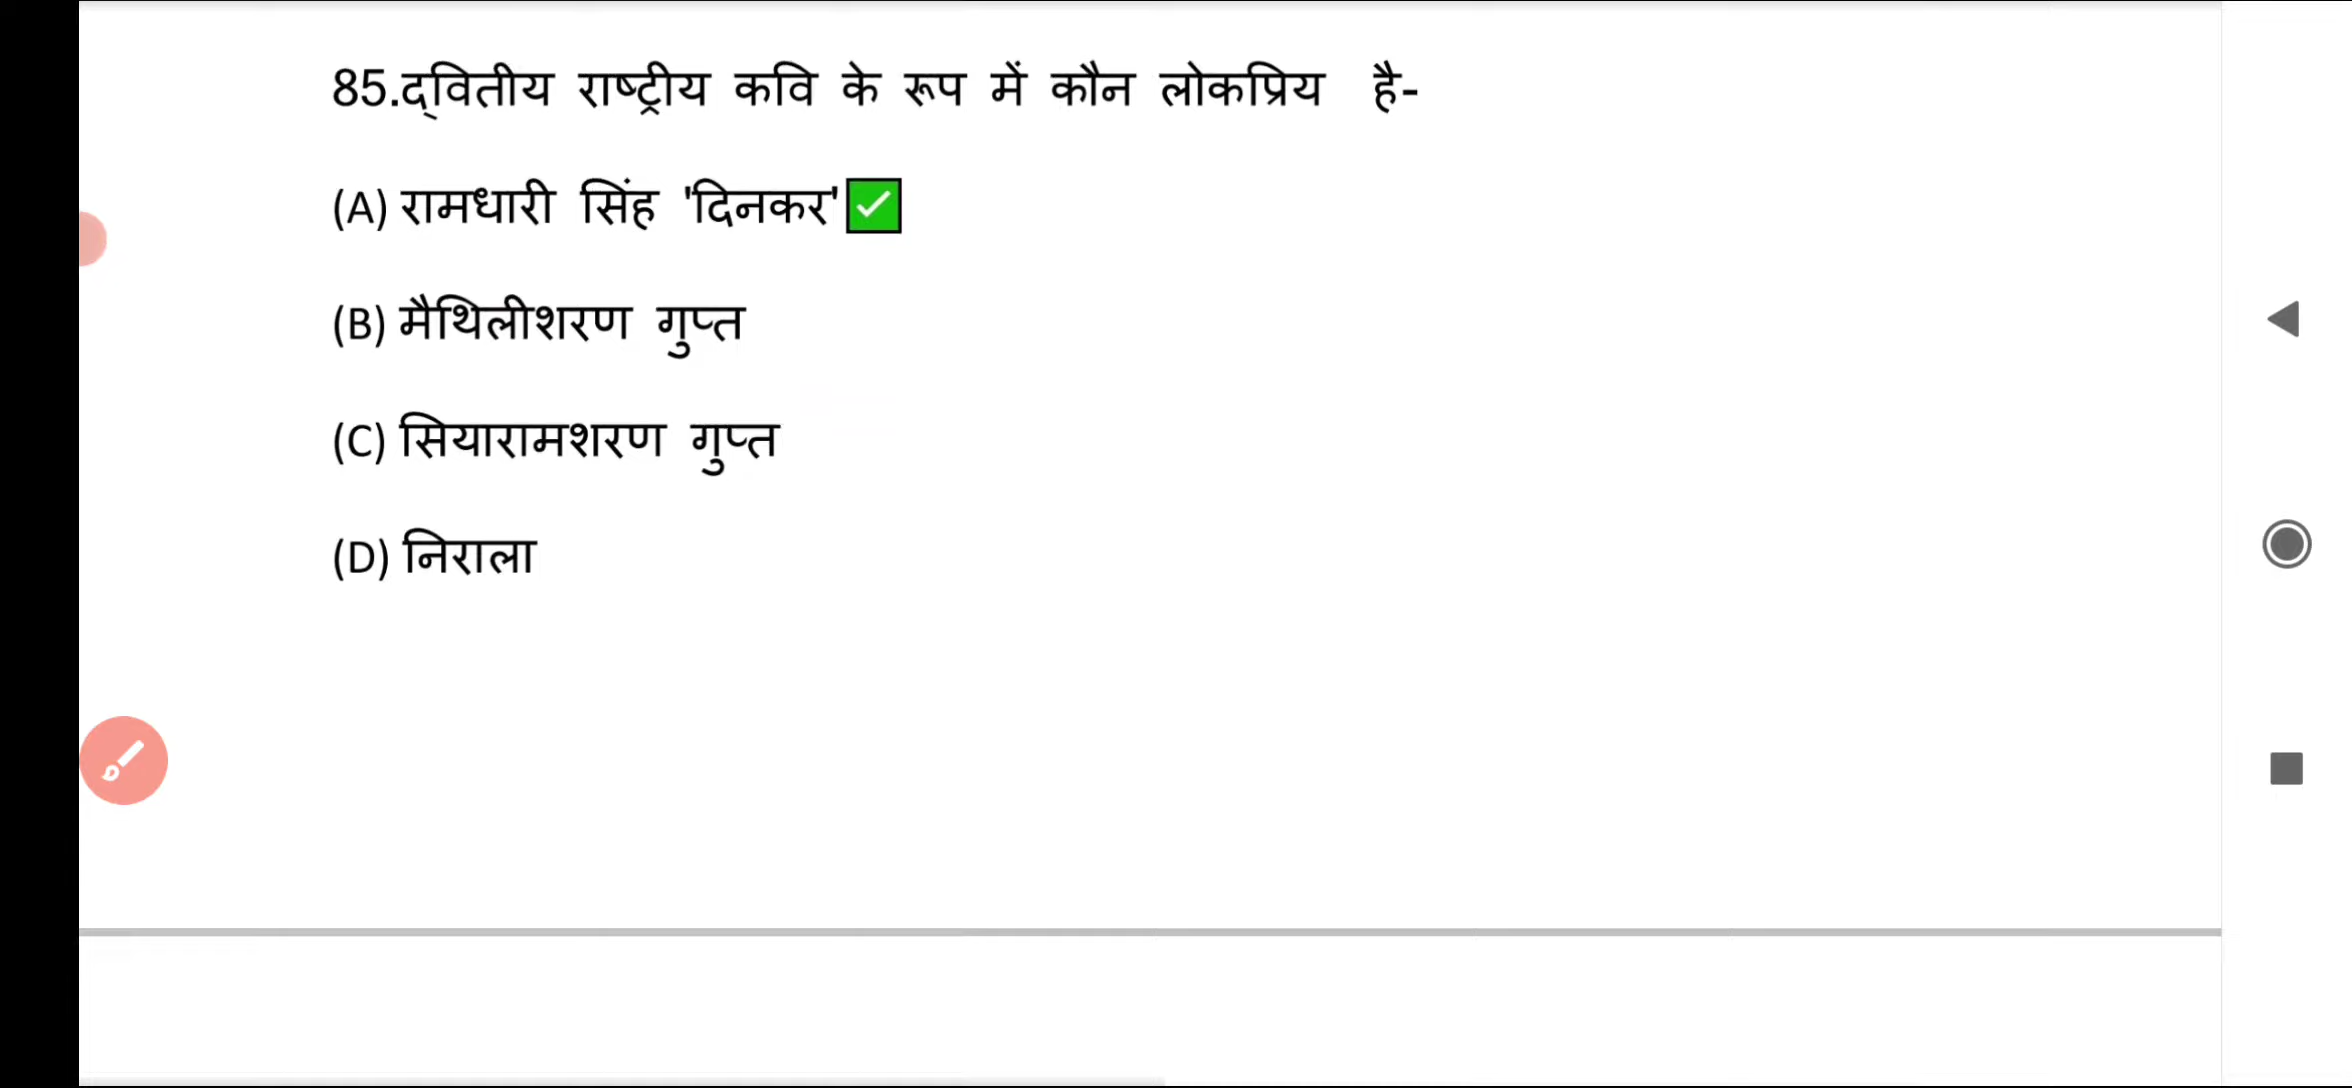 85.द्वितीय राष्ट्रीय कवि के रूप में कौन लोकप्रिय है-
(A) रामधारी सिंह 'दिनकर' ✅
(B) मैथिलीशरण गुप्त
(C) सियारामशरण गुप्त
(D) निराला